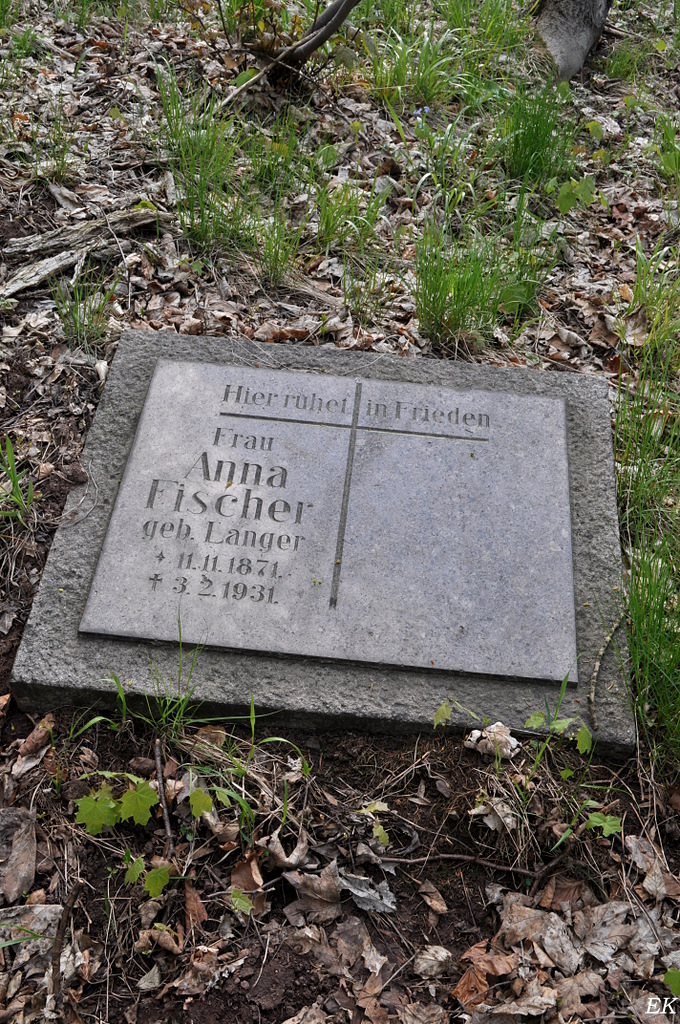 Hier ruhet in Frieden
Frau
Anna
Fischer
geb. Langer
* 11.11.1871.
† 3.2.1931.
EK